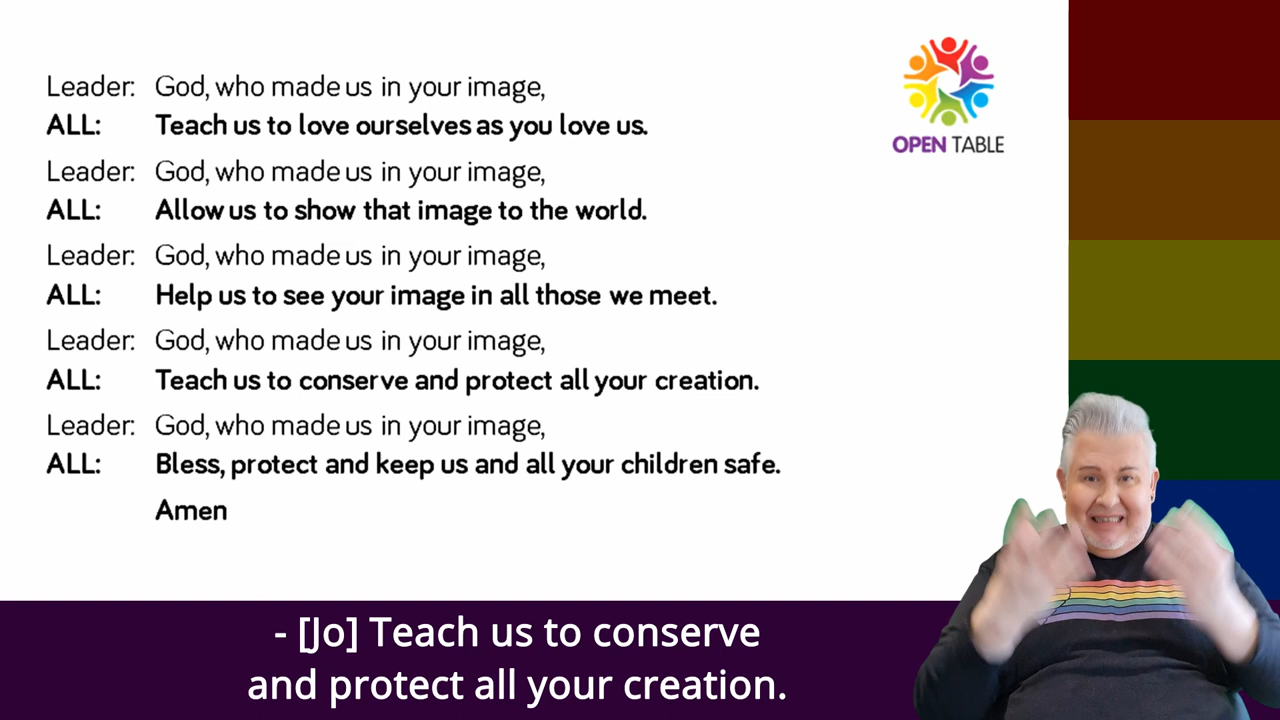 Leader: God, who made us in your image,
ALL: Teach us to love ourselves as you love us.
Leader: God, who made us in your image,
ALL: Allow us to show that image to the world.
Leader: God, who made us in your image,
ALL: Help us to see your image in all those we meet.
Leader: God, who made us in your image,
ALL: Teach us to conserve and protect all your creation.
Leader: God, who made us in your image,
ALL: Bless, protect and keep us and all your children safe.
Amen
OPEN TABLE
- [Jo] Teach us to conserve
and protect all your creation.